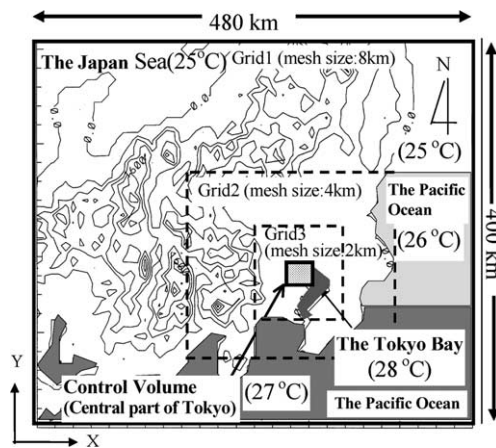 480 km
The Japan Sea(25°C)
Grid1 (mesh size:8km)
N
(25 °C)
Grid2 (mesh size:4km)
The Pacific
Ocean
(26 °C)
400 km
Grid3
(mesh size:2km)
The Tokyo Bay
(28 °C)
Control Volume
(Central part of Tokyo)
(27 °C)
The Pacific Ocean
Y
X